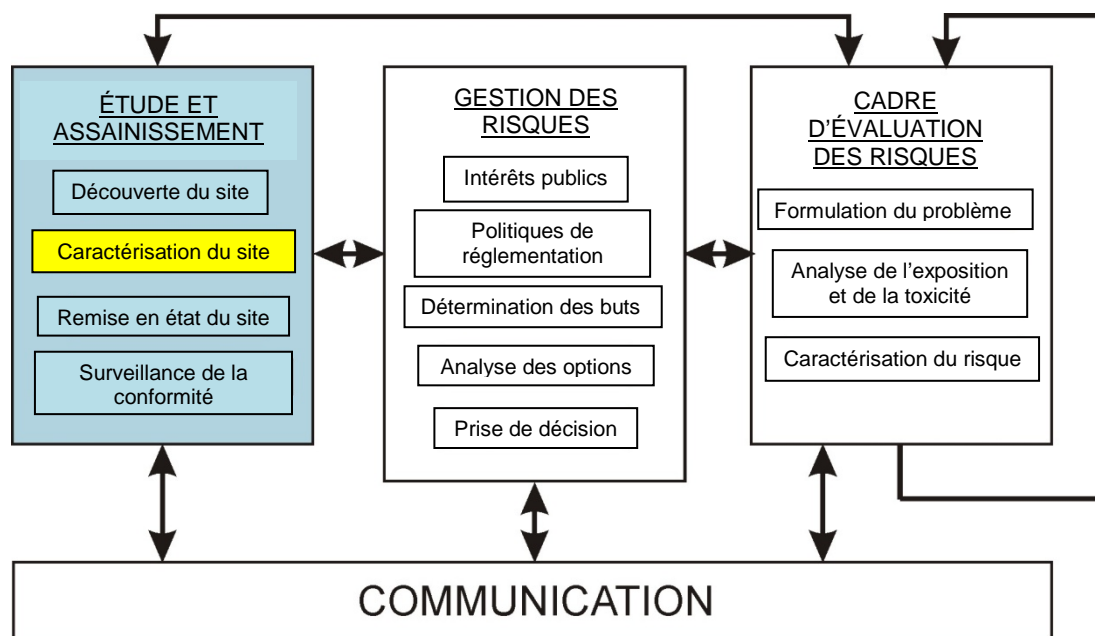 ÉTUDE ET
ASSAINISSEMENT
Découverte du site
Caractérisation du site
Remise en état du site
Surveillance de la
conformité
GESTION DES
RISQUES
Intérêts publics
Politiques de
réglementation
Détermination des buts
Analyse des options
Prise de décision
CADRE
D'ÉVALUATION
DES RISQUES
Formulation du problème
Analyse de l'exposition
et de la toxicité
Caractérisation du risque
COMMUNICATION